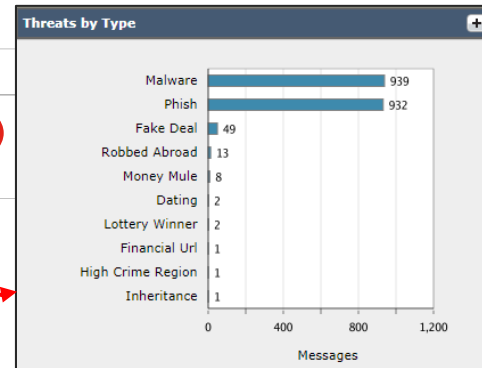 Threats by Type +
Malware 939
Phish 932
Fake Deal 49
Robbed Abroad 13
Money Mule 8
Dating 2
Lottery Winner 2
Financial Url 1
High Crime Region 1
Inheritance 1
0 400 800 1,200
Messages